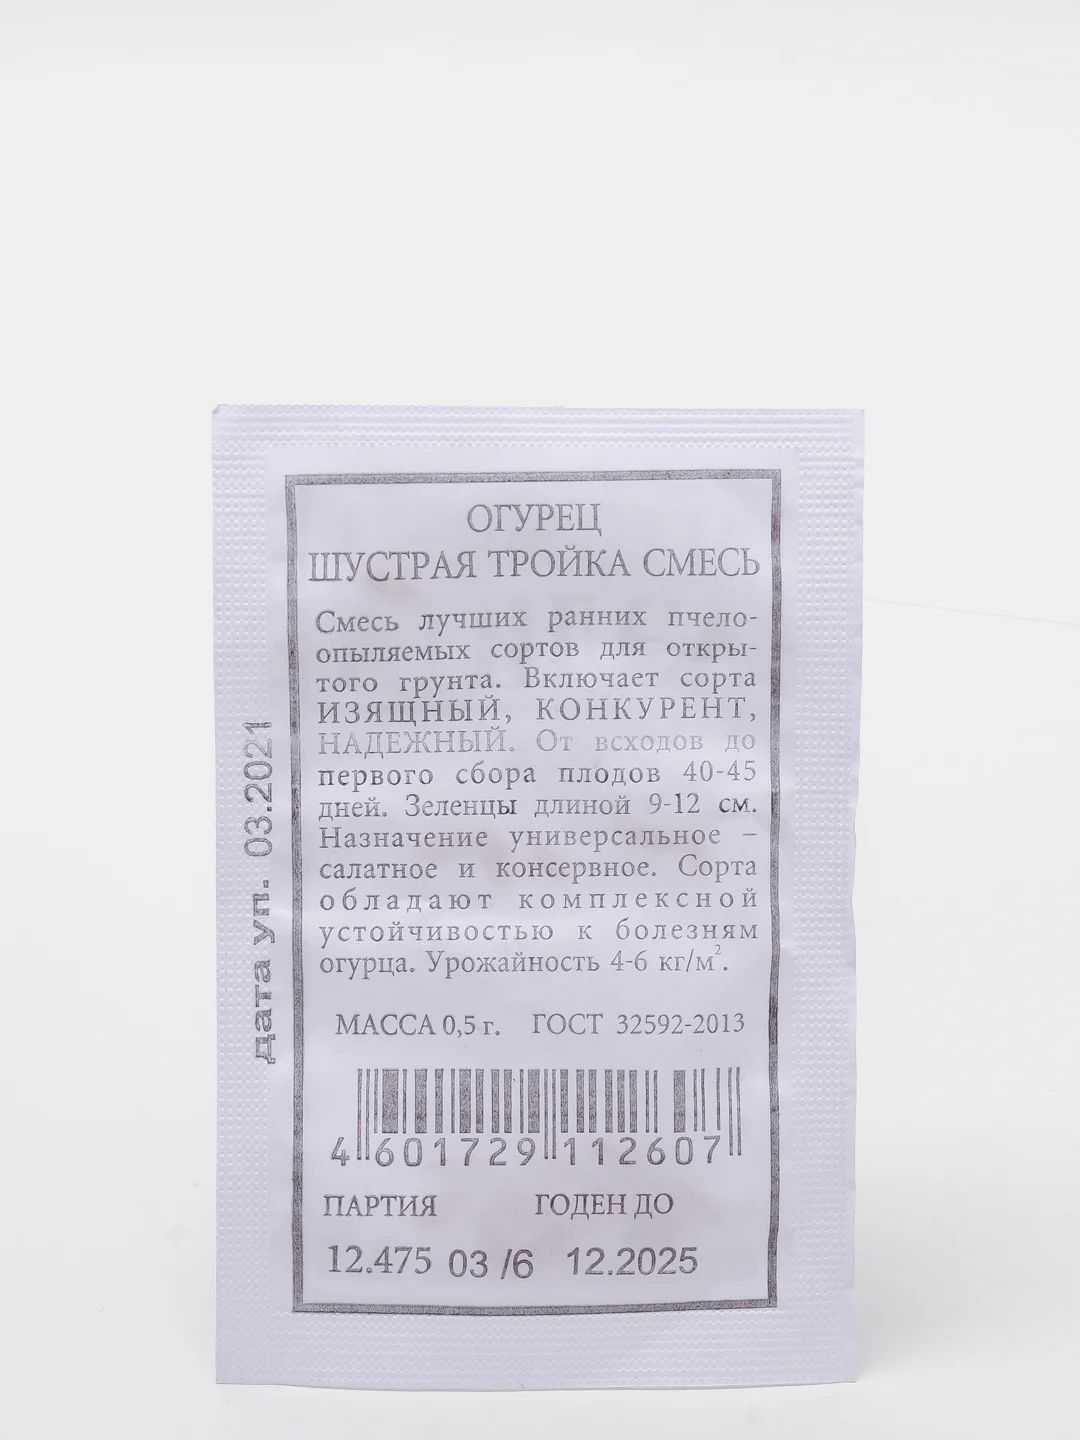 ОГУРЕЦ
ШУСТРАЯ ТРОЙКА СМЕСЬ
Смесь лучших ранних пчело-
опыляемых сортов для откры-
того грунта. Включает сорта
ИЗЯЩНЫЙ, КОНКУРЕНТ,
НАДЕЖНЫЙ. От всходов до
первого сбора плодов 40-45
дней. Зеленцы длиной 9-12 см.
Назначение универсальное –
салатное и консервное. Сорта
обладают комплексной
устойчивостью к болезням
огурца. Урожайность 4-6 кг/м².
МАССА 0,5 г. ГОСТ 32592-2013
4 601729 112607
ПАРТИЯ ГОДЕН ДО
12.475 03 /6 12.2025
дата уп. 03.2021